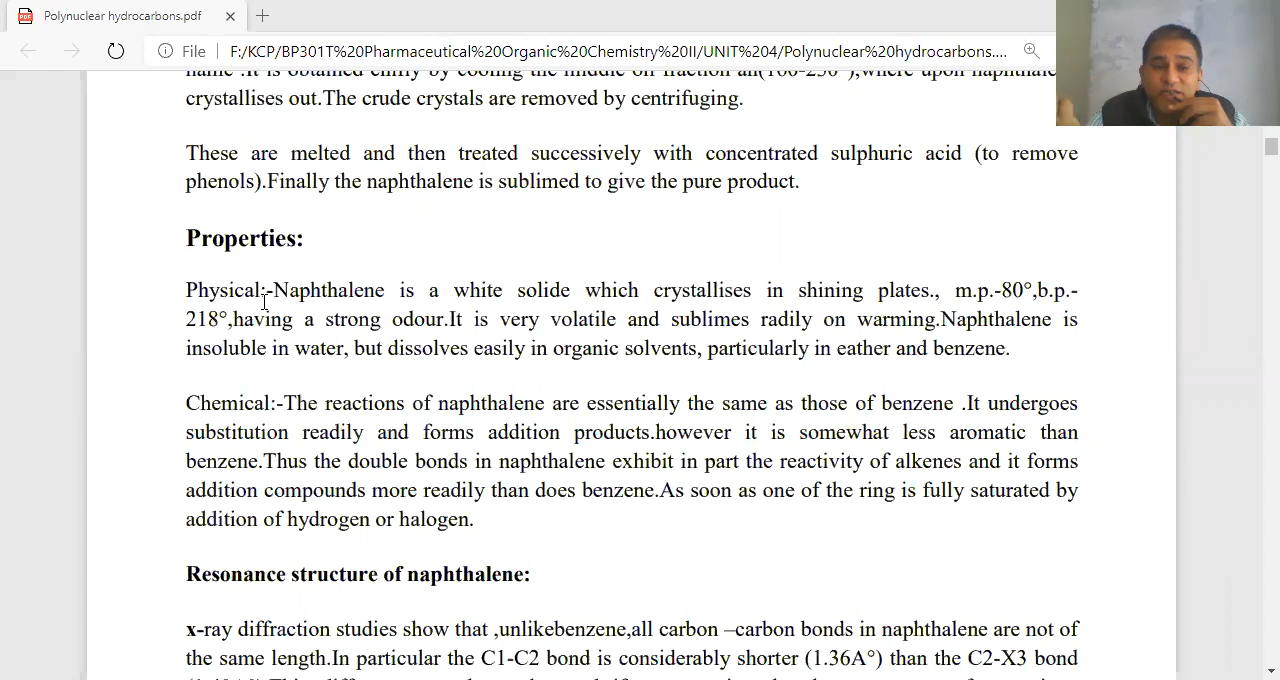 Polynuclear hydrocarbons.pdf
File F:/KCP/BP301T%20Pharmaceutical%20Organic%20Chemistry%20II/UNIT%204/Polynuclear%20hydrocarbons....
crystallises out.The crude crystals are removed by centrifuging.
These are melted and then treated successively with concentrated sulphuric acid (to remove
phenols).Finally the naphthalene is sublimed to give the pure product.
Properties:
Physical:-Naphthalene is a white solide which crystallises in shining plates., m.p.-80°,b.p.-
218°,having a strong odour.It is very volatile and sublimes radily on warming.Naphthalene is
insoluble in water, but dissolves easily in organic solvents, particularly in eather and benzene.
Chemical:-The reactions of naphthalene are essentially the same as those of benzene .It undergoes
substitution readily and forms addition products.however it is somewhat less aromatic than
benzene.Thus the double bonds in naphthalene exhibit in part the reactivity of alkenes and it forms
addition compounds more readily than does benzene.As soon as one of the ring is fully saturated by
addition of hydrogen or halogen.
Resonance structure of naphthalene:
x-ray diffraction studies show that ,unlikebenzene,all carbon –carbon bonds in naphthalene are not of
the same length.In particular the C1-C2 bond is considerably shorter (1.36A°) than the C2-X3 bond